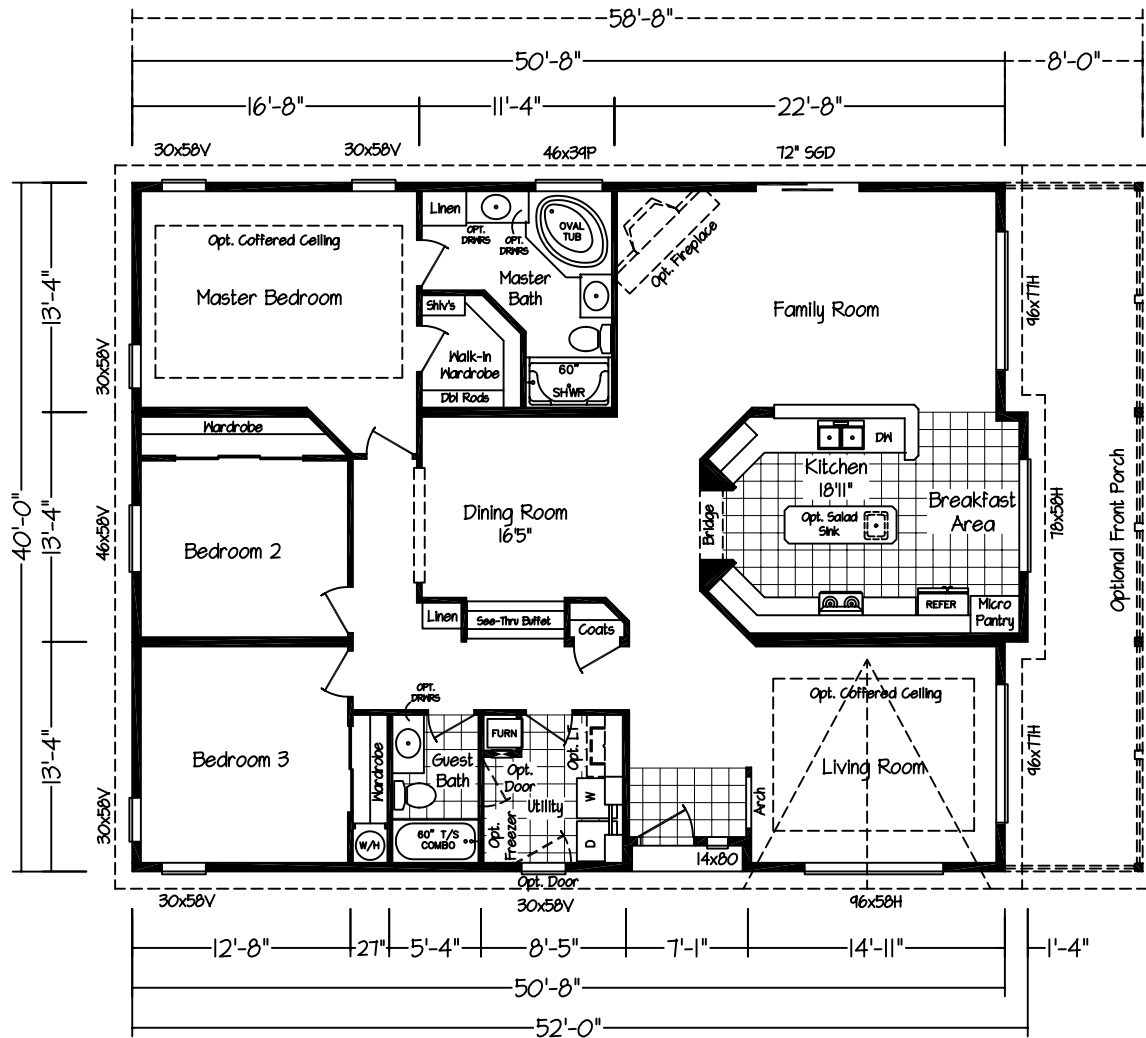 58'-8"
50'-8"
8'-0"
16'-8"
11'-4"
22'-8"
30x58V
30x58V
46x39P
72" SGD
Linen
OPT.
DRWRS
OPT.
DRWRS
OVAL
TUB
Opt. Fireplace
Opt. Coffered Ceiling
Master Bedroom
Master
Bath
Family Room
96x77H
13'-4"
30x58V
Shlv's
Walk-In
Wardrobe
Dbl Rods
60"
SHWR
Wardrobe
DW
Kitchen
18'11"
Breakfast
Area
Opt. Salad
Sink
Bridge
Dining Room
16'5"
78x58H
Optional Front Porch
40'-0"
13'-4"
46x58V
Bedroom 2
Linen
See-Thru Buffet
Coats
REFER
Micro
Pantry
OPT.
DRWRS
Opt. Coffered Ceiling
Living Room
96x77H
13'-4"
30x58V
Bedroom 3
Wardrobe
W/H
Guest
Bath
60" T/S
COMBO
FURN
Opt.
Door
Utility
Opt.
Freezer
Opt. LT
W
D
Arch
14x80
Opt. Door
30x58V
30x58V
96x58H
12'-8"
27"
5'-4"
8'-5"
7'-1"
14'-11"
1'-4"
50'-8"
52'-0"